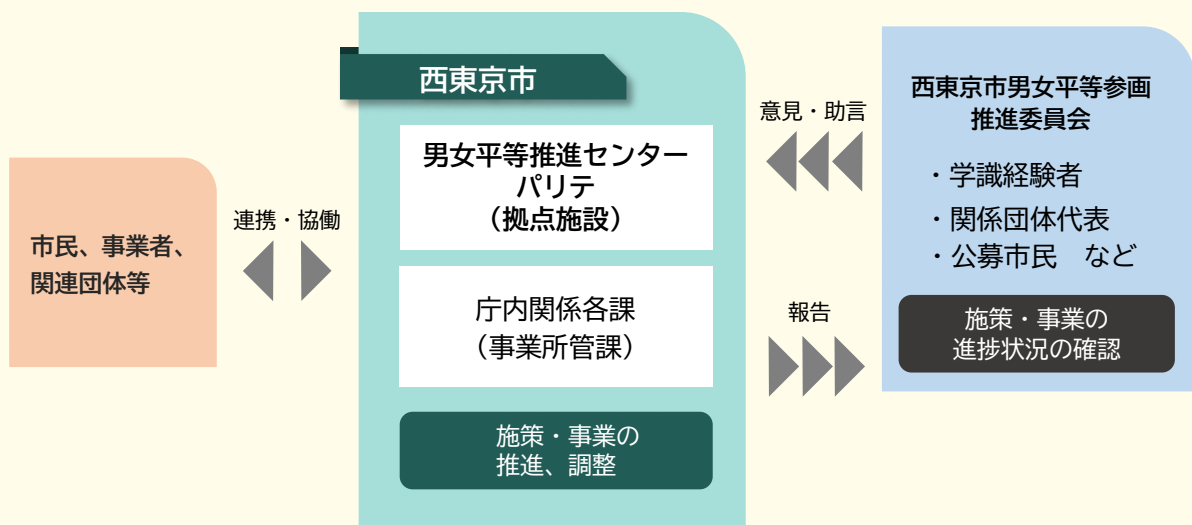 市民、事業者、
関連団体等
連携・協働
西東京市
男女平等推進センター
パリテ
（拠点施設）
庁内関係各課
（事業所管課）
施策・事業の
推進、調整
意見・助言
報告
西東京市男女平等参画
推進委員会
・学識経験者
・関係団体代表
・公募市民　など
施策・事業の
進捗状況の確認